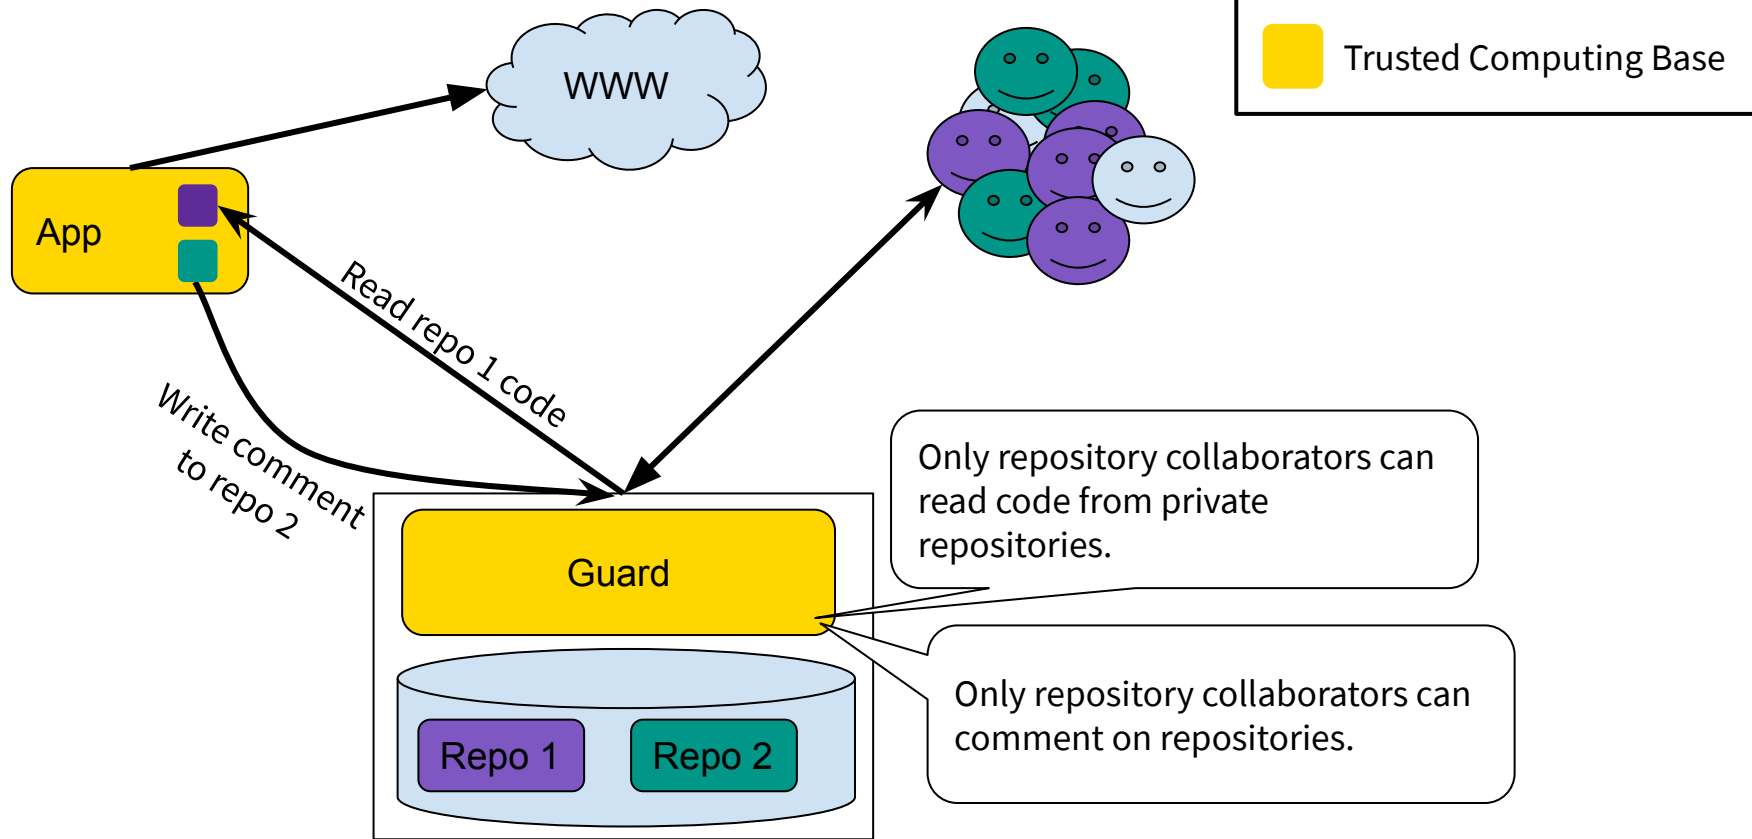 WWW
Trusted Computing Base
App
Read repo 1 code
Write comment
to repo 2
Only repository collaborators can
read code from private
repositories.
Guard
Only repository collaborators can
comment on repositories.
Repo 1
Repo 2